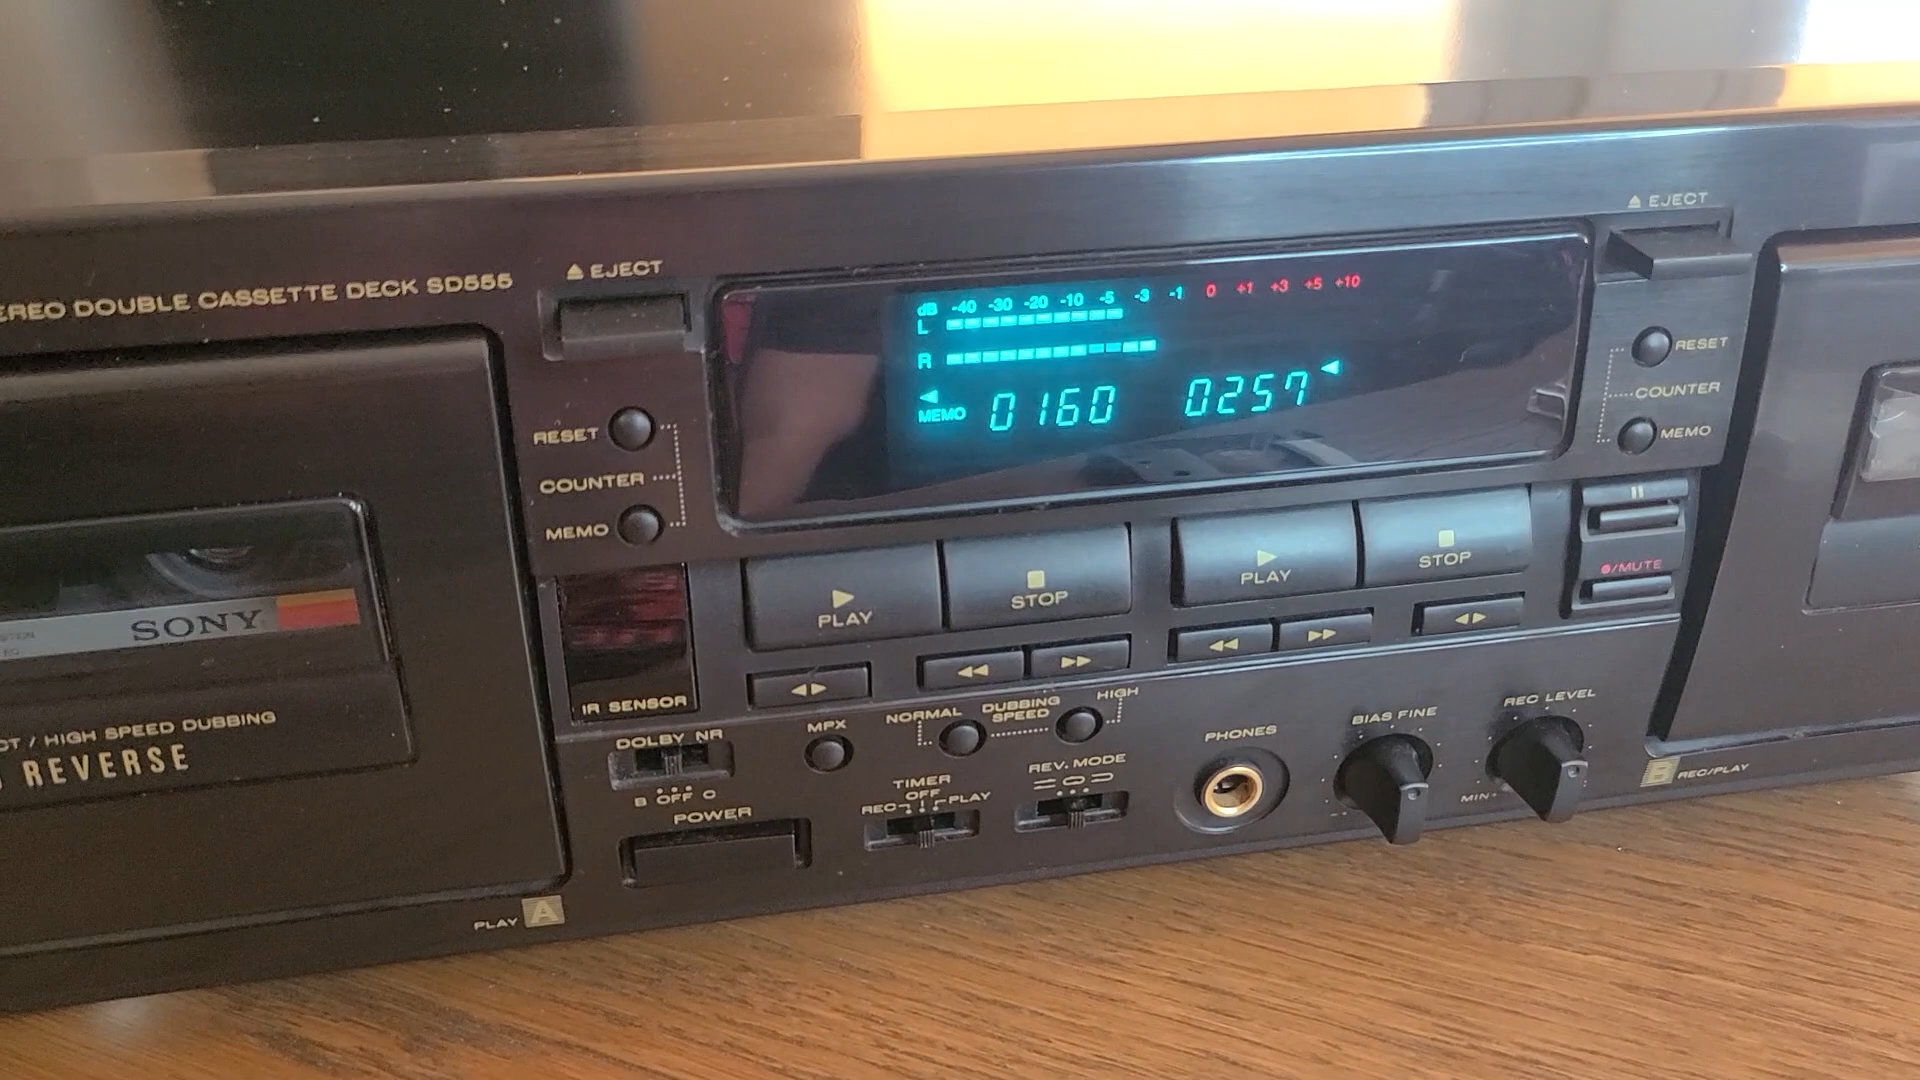 EREO DOUBLE CASSETTE DECK SD555
EJECT
EJECT
dB -40 -30 -20 -10 -5 -3 -1 0 +1 +3 +5 +10
L
R
MEMO 0160 0257
RESET
COUNTER
MEMO
RESET
COUNTER
MEMO
PLAY
STOP
PLAY
STOP
/MUTE
SONY
IR SENSOR
OT / HIGH SPEED DUBBING
REVERSE
DOLBY NR
B OFF C
MPX
NORMAL
DUBBING
SPEED
HIGH
TIMER
OFF
REC PLAY
REV. MODE
POWER
PHONES
BIAS FINE
REC LEVEL
MIN
PLAY A
B REC/PLAY